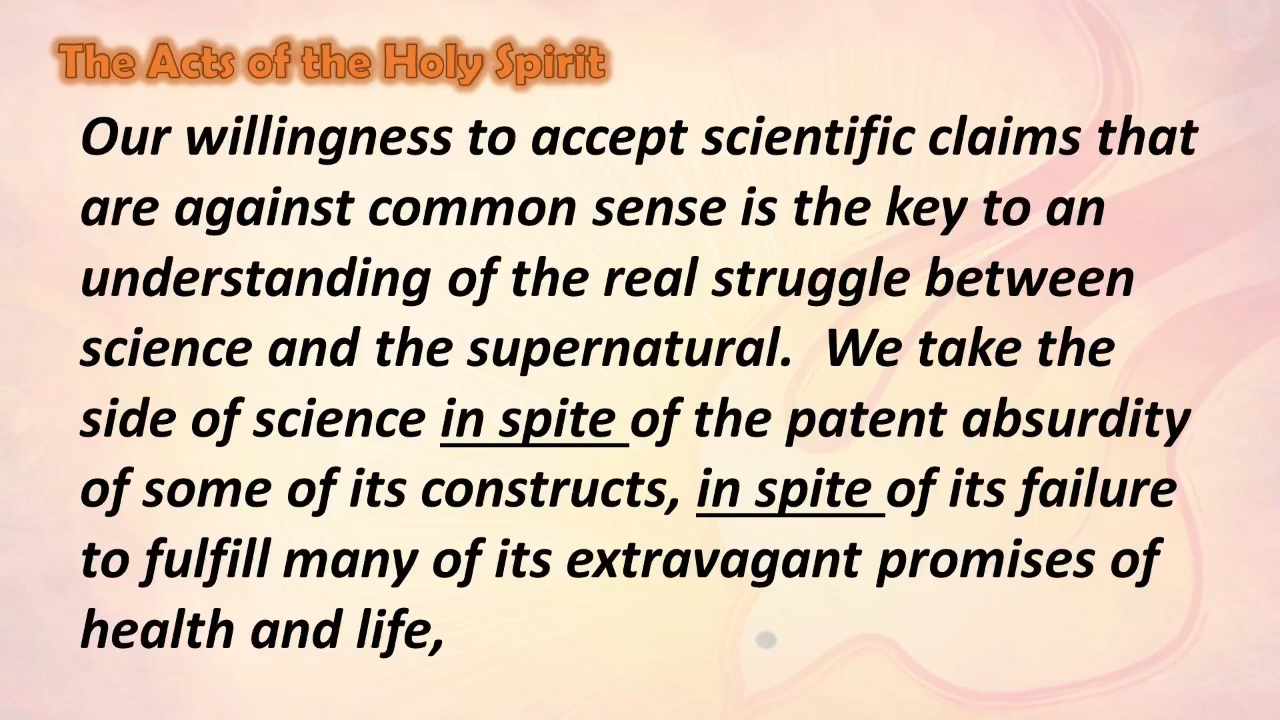 The Acts of the Holy Spirit
Our willingness to accept scientific claims that
are against common sense is the key to an
understanding of the real struggle between
science and the supernatural.  We take the
side of science in spite of the patent absurdity
of some of its constructs, in spite of its failure
to fulfill many of its extravagant promises of
health and life,